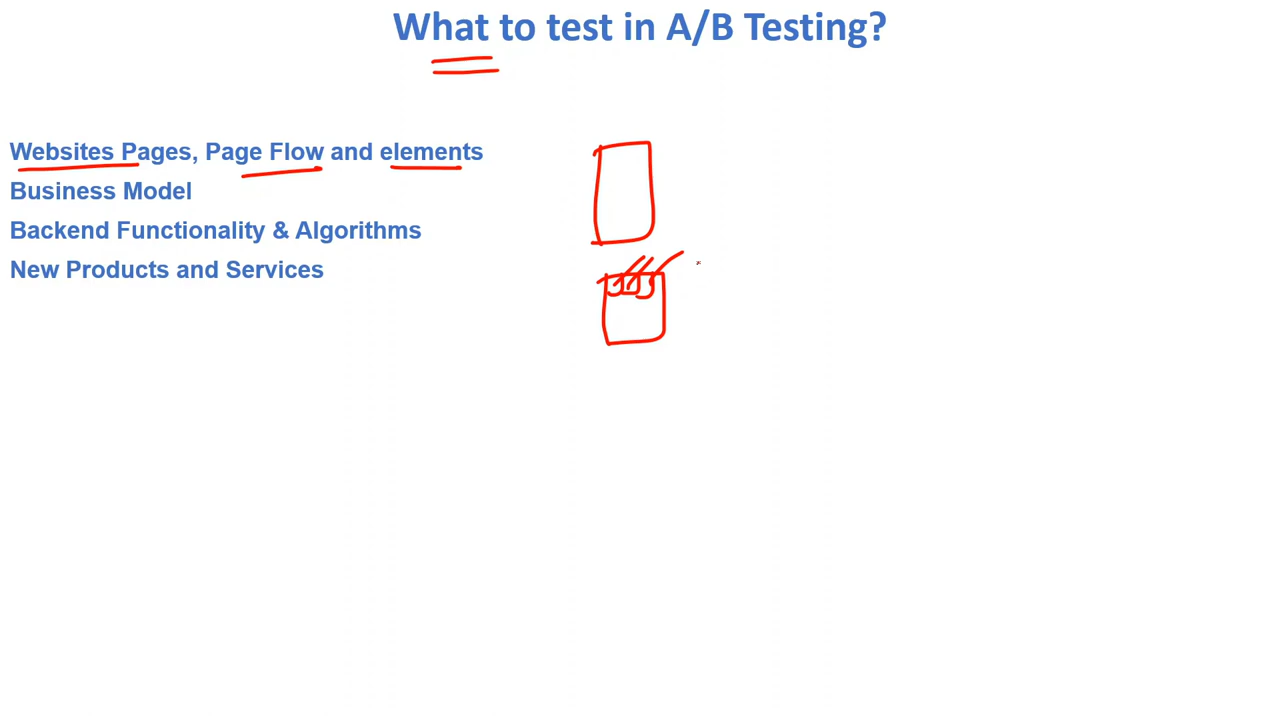 What to test in A/B Testing?
Websites Pages, Page Flow and elements
Business Model
Backend Functionality & Algorithms
New Products and Services